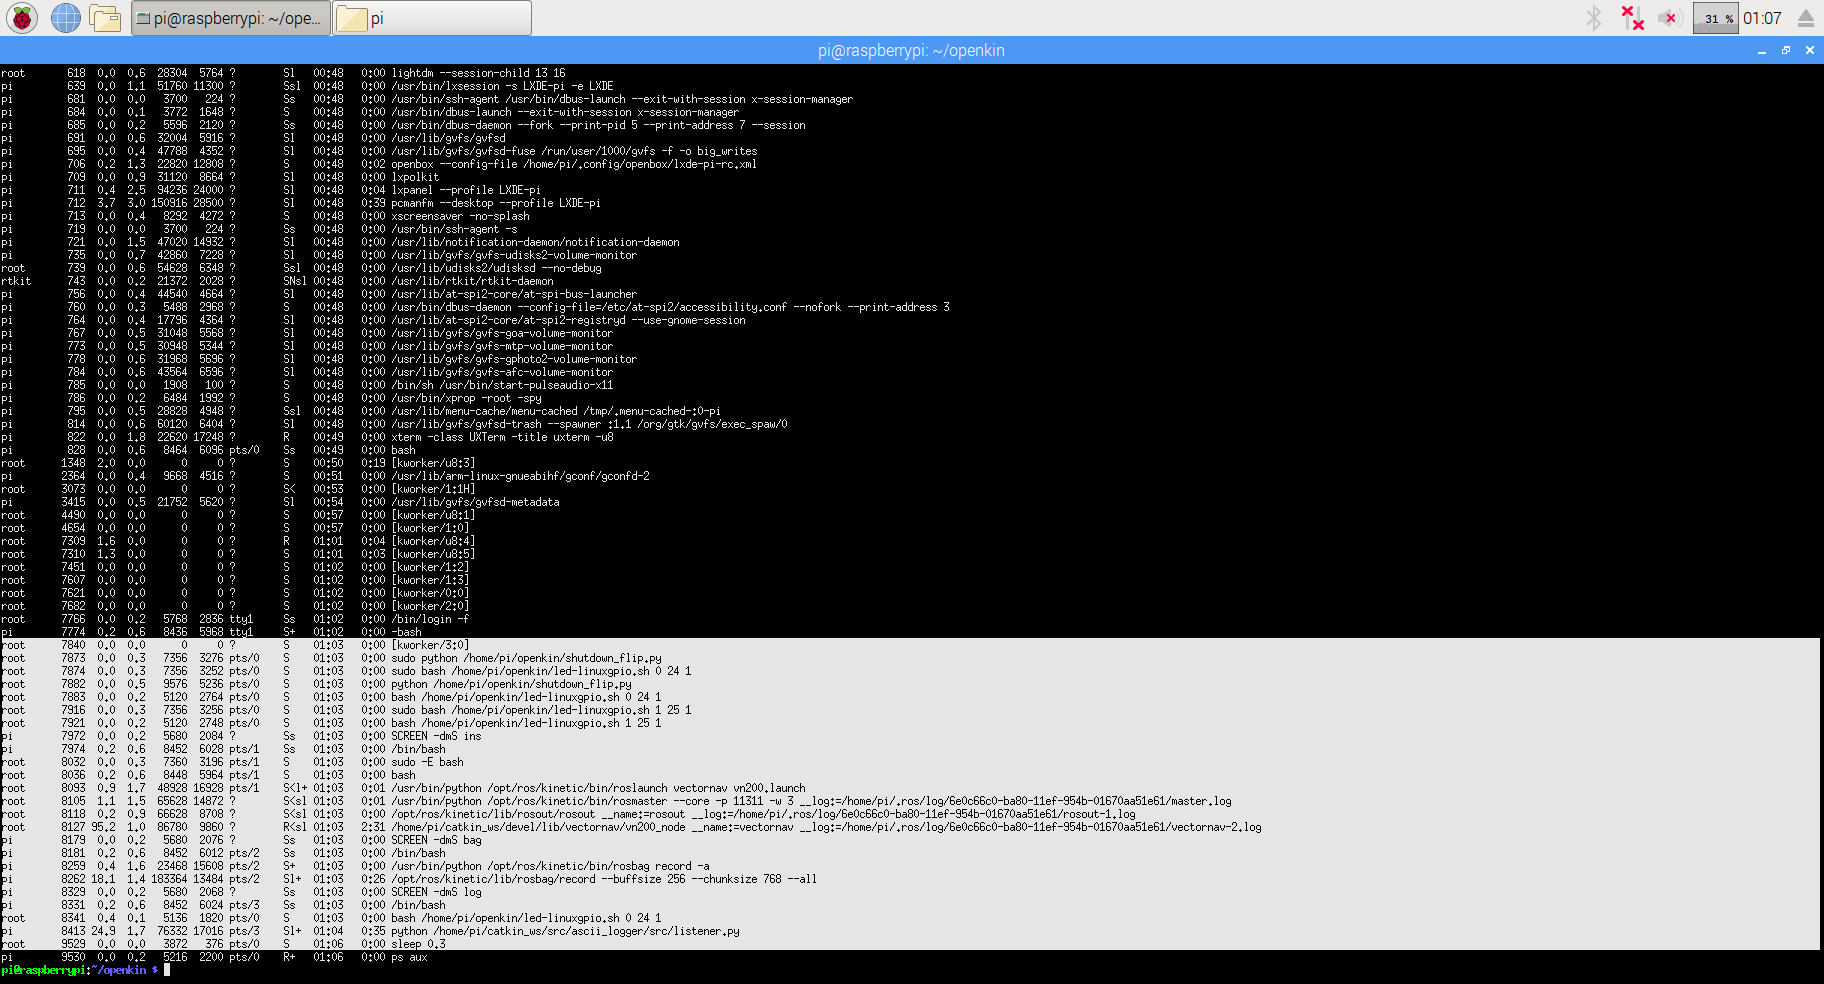 pi@raspberrypi: ~/ope... pi 31 % 01:07
pi@raspberrypi: ~/openkin
root 618 0.0 0.6 28304 5764 ? Sl 00:48 0:00 lightdm --session-child 13 16
pi 639 0.0 1.1 51760 11300 ? Ssl 00:48 0:00 /usr/bin/lxsession -s LXDE-pi -e LXDE
pi 681 0.0 0.0 3700 224 ? Ss 00:48 0:00 /usr/bin/ssh-agent /usr/bin/dbus-launch --exit-with-session x-session-manager
pi 684 0.0 0.1 3772 1648 ? S 00:48 0:00 /usr/bin/dbus-launch --exit-with-session x-session-manager
pi 685 0.0 0.2 5596 2120 ? Ss 00:48 0:00 /usr/bin/dbus-daemon --fork --print-pid 5 --print-address 7 --session
pi 691 0.0 0.6 32004 5916 ? Sl 00:48 0:00 /usr/lib/gvfs/gvfsd
pi 695 0.0 0.4 47788 4352 ? Sl 00:48 0:00 /usr/lib/gvfs/gvfsd-fuse /run/user/1000/gvfs -f -o big_writes
pi 706 0.2 1.3 22820 12808 ? S 00:48 0:02 openbox --config-file /home/pi/.config/openbox/lxde-pi-rc.xml
pi 709 0.0 0.9 31120 8664 ? Sl 00:48 0:00 lxpolkit
pi 711 0.4 2.5 94236 24000 ? Sl 00:48 0:04 lxpanel --profile LXDE-pi
pi 712 3.7 3.0 150916 28500 ? Sl 00:48 0:39 pcmanfm --desktop --profile LXDE-pi
pi 713 0.0 0.4 8292 4272 ? S 00:48 0:00 xscreensaver -no-splash
pi 719 0.0 0.0 3700 224 ? Ss 00:48 0:00 /usr/bin/ssh-agent -s
pi 721 0.0 1.5 47020 14932 ? Sl 00:48 0:00 /usr/lib/notification-daemon/notification-daemon
pi 735 0.0 0.7 42860 7228 ? Sl 00:48 0:00 /usr/lib/gvfs/gvfs-udisks2-volume-monitor
root 739 0.0 0.6 54628 6348 ? Ssl 00:48 0:00 /usr/lib/udisks2/udisksd --no-debug
rtkit 743 0.0 0.2 21372 2028 ? SNsl 00:48 0:00 /usr/lib/rtkit/rtkit-daemon
pi 756 0.0 0.4 44540 4664 ? Sl 00:48 0:00 /usr/lib/at-spi2-core/at-spi-bus-launcher
pi 760 0.0 0.3 5488 2968 ? S 00:48 0:00 /usr/bin/dbus-daemon --config-file=/etc/at-spi2/accessibility.conf --nofork --print-address 3
pi 764 0.0 0.4 17796 4364 ? Sl 00:48 0:00 /usr/lib/at-spi2-core/at-spi2-registryd --use-gnome-session
pi 767 0.0 0.5 31048 5568 ? Sl 00:48 0:00 /usr/lib/gvfs/gvfs-goa-volume-monitor
pi 773 0.0 0.5 30948 5344 ? Sl 00:48 0:00 /usr/lib/gvfs/gvfs-mtp-volume-monitor
pi 778 0.0 0.6 31968 5696 ? Sl 00:48 0:00 /usr/lib/gvfs/gvfs-gphoto2-volume-monitor
pi 784 0.0 0.6 43564 6596 ? Sl 00:48 0:00 /usr/lib/gvfs/gvfs-afc-volume-monitor
pi 785 0.0 0.0 1908 100 ? S 00:48 0:00 /bin/sh /usr/bin/start-pulseaudio-x11
pi 786 0.0 0.2 6484 1992 ? S 00:48 0:00 /usr/bin/xprop -root -spy
pi 795 0.0 0.5 28828 4948 ? Ssl 00:48 0:00 /usr/lib/menu-cache/menu-cached /tmp/.menu-cached-:0-pi
pi 814 0.0 0.6 60120 6404 ? Sl 00:48 0:00 /usr/lib/gvfs/gvfsd-trash --spawner :1.1 /org/gtk/gvfs/exec_spaw/0
pi 822 0.0 1.8 22620 17248 ? R 00:49 0:00 xterm -class UXTerm -title uxterm -u8
pi 828 0.0 0.6 8464 6096 pts/0 Ss 00:49 0:00 bash
root 1348 2.0 0.0 0 0 ? S 00:50 0:19 [kworker/u8:3]
pi 2364 0.0 0.4 9668 4516 ? S 00:51 0:00 /usr/lib/arm-linux-gnueabihf/gconf/gconfd-2
root 3073 0.0 0.0 0 0 ? S< 00:53 0:00 [kworker/1:1H]
pi 3415 0.0 0.5 21752 5620 ? Sl 00:54 0:00 /usr/lib/gvfs/gvfsd-metadata
root 4490 0.0 0.0 0 0 ? S 00:57 0:00 [kworker/u8:1]
root 4654 0.0 0.0 0 0 ? S 00:57 0:00 [kworker/1:0]
root 7309 1.6 0.0 0 0 ? R 01:01 0:04 [kworker/u8:4]
root 7310 1.3 0.0 0 0 ? S 01:01 0:03 [kworker/u8:5]
root 7451 0.0 0.0 0 0 ? S 01:02 0:00 [kworker/1:2]
root 7607 0.0 0.0 0 0 ? S 01:02 0:00 [kworker/1:3]
root 7621 0.0 0.0 0 0 ? S 01:02 0:00 [kworker/0:0]
root 7682 0.0 0.0 0 0 ? S 01:02 0:00 [kworker/2:0]
root 7766 0.0 0.2 5768 2836 tty1 Ss 01:02 0:00 /bin/login -f
pi 7774 0.2 0.6 8436 5968 tty1 S+ 01:02 0:00 -bash
root 7840 0.0 0.0 0 0 ? S 01:03 0:00 [kworker/3:0]
root 7873 0.0 0.3 7356 3276 pts/0 S 01:03 0:00 sudo python /home/pi/openkin/shutdown_flip.py
root 7874 0.0 0.3 7356 3252 pts/0 S 01:03 0:00 sudo bash /home/pi/openkin/led-linuxgpio.sh 0 24 1
root 7882 0.0 0.5 9576 5236 pts/0 S 01:03 0:00 python /home/pi/openkin/shutdown_flip.py
root 7883 0.0 0.2 5120 2764 pts/0 S 01:03 0:00 bash /home/pi/openkin/led-linuxgpio.sh 0 24 1
root 7916 0.0 0.3 7356 3256 pts/0 S 01:03 0:00 sudo bash /home/pi/openkin/led-linuxgpio.sh 1 25 1
root 7921 0.0 0.2 5120 2748 pts/0 S 01:03 0:00 bash /home/pi/openkin/led-linuxgpio.sh 1 25 1
pi 7972 0.0 0.2 5680 2084 ? Ss 01:03 0:00 SCREEN -dmS ins
pi 7974 0.2 0.6 8452 6028 pts/1 Ss 01:03 0:00 /bin/bash
root 8032 0.0 0.3 7360 3196 pts/1 S 01:03 0:00 sudo -E bash
root 8036 0.2 0.6 8448 5964 pts/1 S 01:03 0:00 bash
root 8093 0.9 1.7 48928 16928 pts/1 S<l+ 01:03 0:01 /usr/bin/python /opt/ros/kinetic/bin/roslaunch vectornav vn200.launch
root 8105 1.1 1.5 65628 14872 ? S<sl 01:03 0:01 /usr/bin/python /opt/ros/kinetic/bin/rosmaster --core -p 11311 -w 3 __log:=/home/pi/.ros/log/6e0c66c0-ba80-11ef-954b-01670aa51e61/master.log
root 8118 0.2 0.9 66628 8708 ? S<sl 01:03 0:00 /opt/ros/kinetic/lib/rosout/rosout __name:=rosout __log:=/home/pi/.ros/log/6e0c66c0-ba80-11ef-954b-01670aa51e61/rosout-1.log
root 8127 95.2 1.0 86780 9860 ? R<sl 01:03 2:31 /home/pi/catkin_ws/devel/lib/vectornav/vn200_node __name:=vectornav __log:=/home/pi/.ros/log/6e0c66c0-ba80-11ef-954b-01670aa51e61/vectornav-2.log
pi 8179 0.0 0.2 5680 2076 ? Ss 01:03 0:00 SCREEN -dmS bag
pi 8181 0.2 0.6 8452 6012 pts/2 Ss 01:03 0:00 /bin/bash
pi 8259 0.4 1.6 23468 15608 pts/2 S+ 01:03 0:00 /usr/bin/python /opt/ros/kinetic/bin/rosbag record -a
pi 8262 18.1 1.4 183364 13484 pts/2 Sl+ 01:03 0:26 /opt/ros/kinetic/lib/rosbag/record --buffsize 256 --chunksize 768 --all
pi 8329 0.0 0.2 5680 2068 ? Ss 01:03 0:00 SCREEN -dmS log
pi 8331 0.2 0.6 8452 6024 pts/3 Ss 01:03 0:00 /bin/bash
root 8341 0.4 0.1 5136 1820 pts/0 S 01:03 0:00 bash /home/pi/openkin/led-linuxgpio.sh 0 24 1
pi 8413 24.9 1.7 76332 17016 pts/3 Sl+ 01:04 0:35 python /home/pi/catkin_ws/src/ascii_logger/src/listener.py
root 9529 0.0 0.0 3872 376 pts/0 S 01:06 0:00 sleep 0.3
pi 9530 0.0 0.2 5216 2200 pts/0 R+ 01:06 0:00 ps aux
pi@raspberrypi:~/openkin $